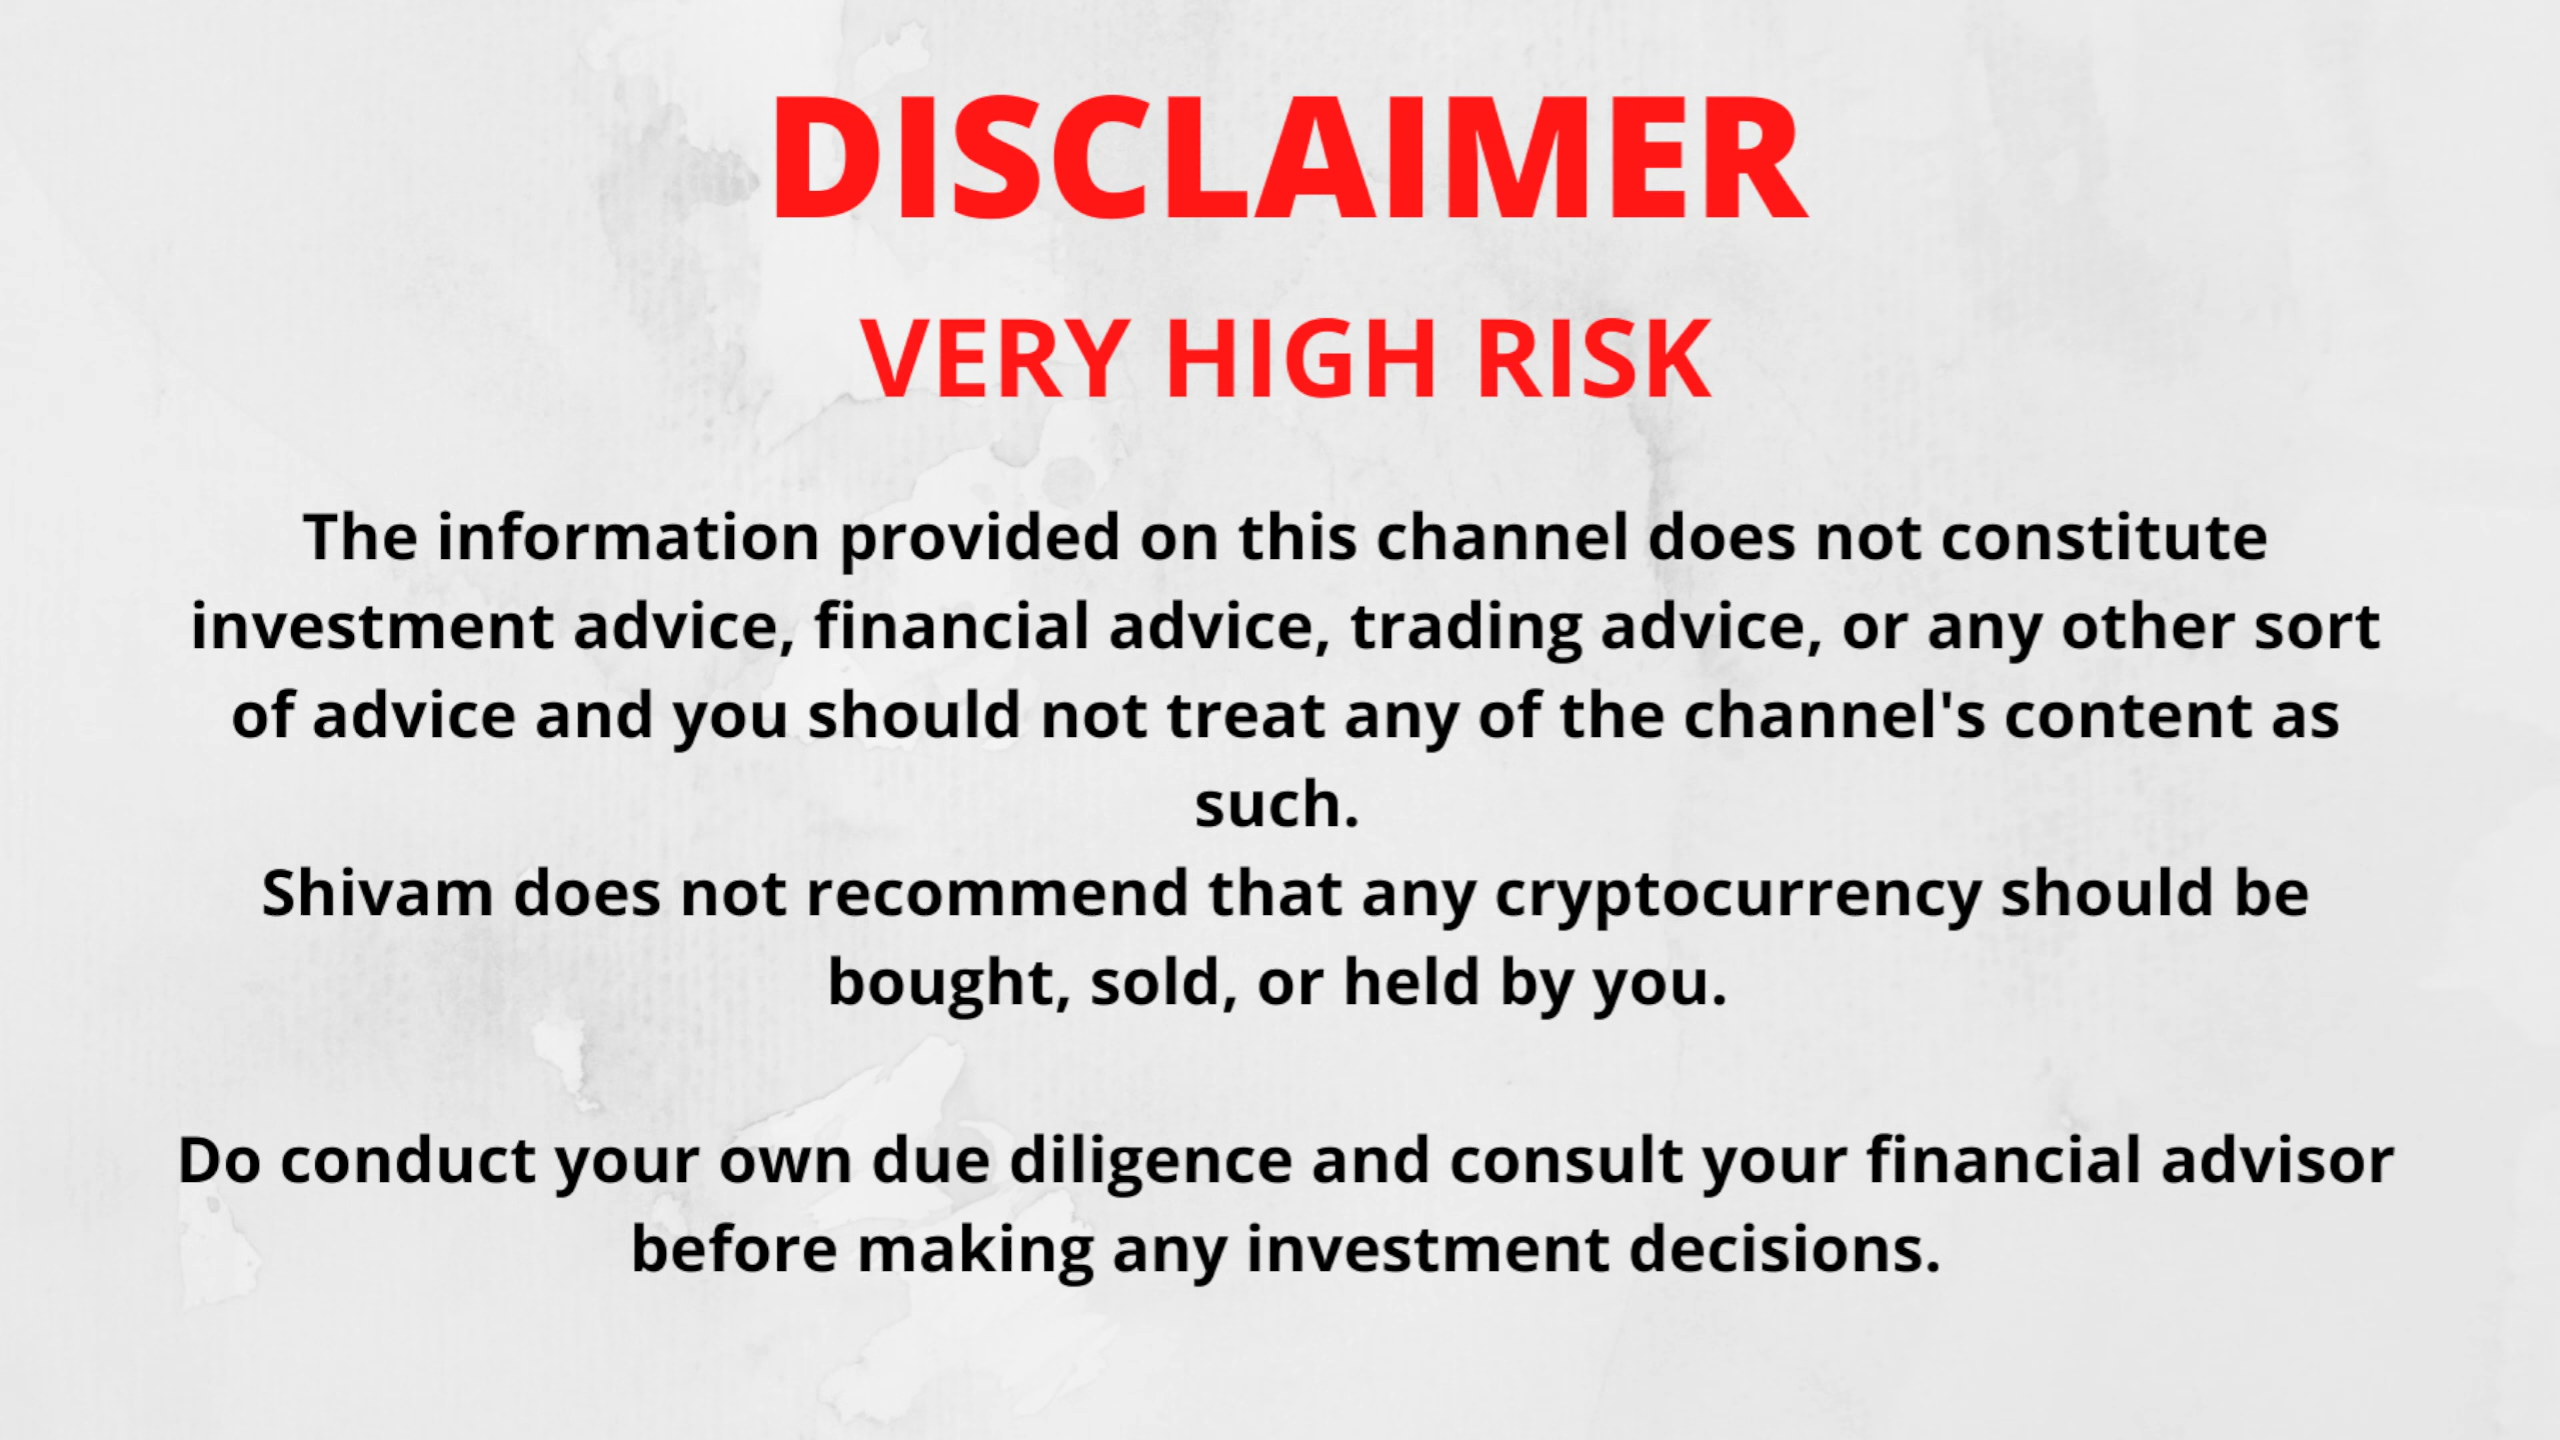 DISCLAIMER
VERY HIGH RISK
The information provided on this channel does not constitute
investment advice, financial advice, trading advice, or any other sort
of advice and you should not treat any of the channel's content as
such.
Shivam does not recommend that any cryptocurrency should be
bought, sold, or held by you.
Do conduct your own due diligence and consult your financial advisor
before making any investment decisions.